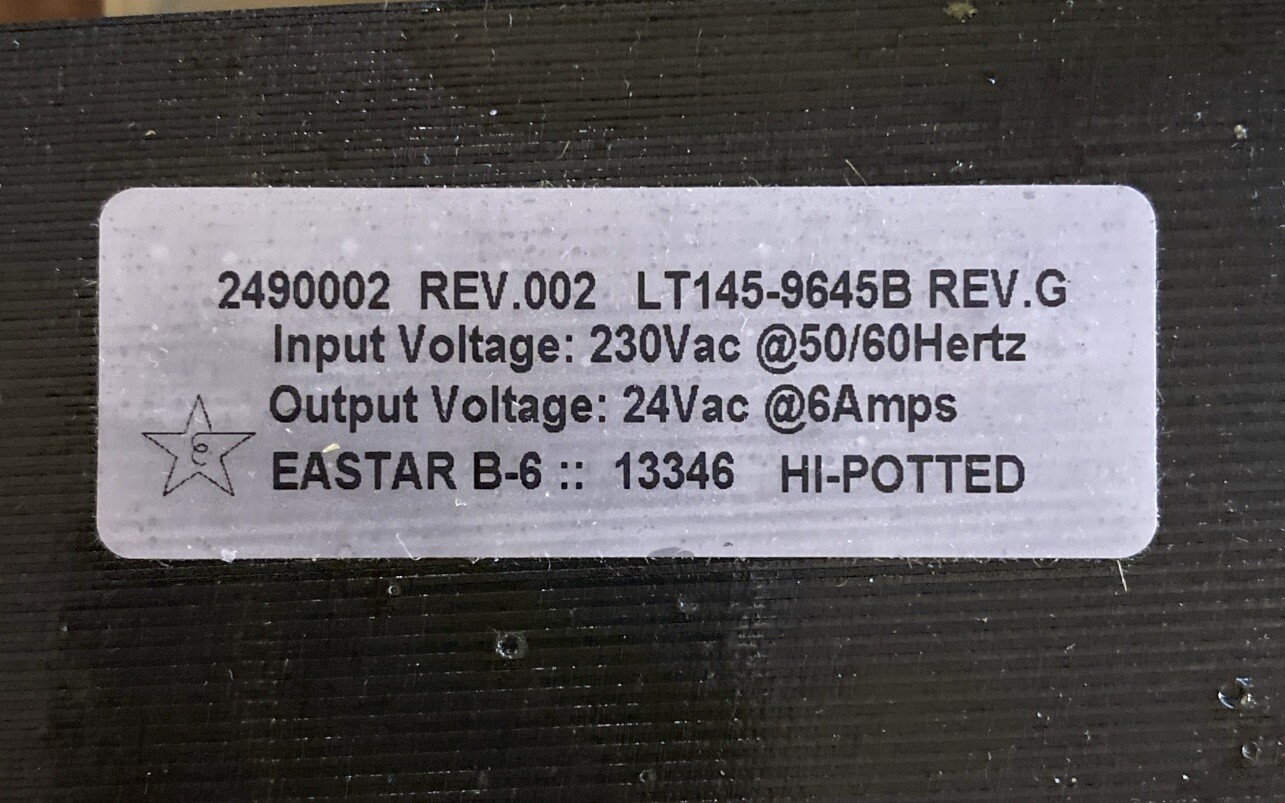 2490002 REV.002 LT145-9645B REV.G
Input Voltage: 230Vac @50/60Hertz
Output Voltage: 24Vac @6Amps
e
EASTAR B-6 :: 13346 HI-POTTED